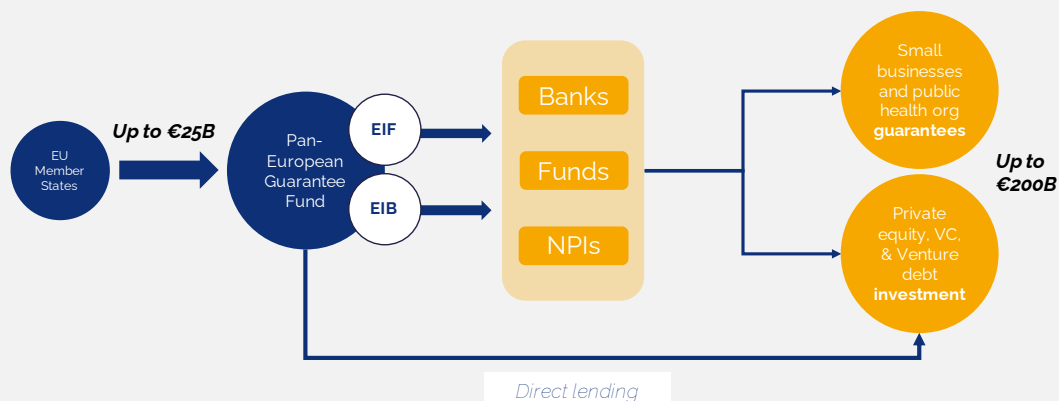 EU
Member
States
Up to €25B
Pan-
European
Guarantee
Fund
EIF
EIB
Banks
Funds
NPIs
Small
businesses
and public
health org
guarantees
Up to
€200B
Private
equity, VC,
& Venture
debt
investment
Direct lending